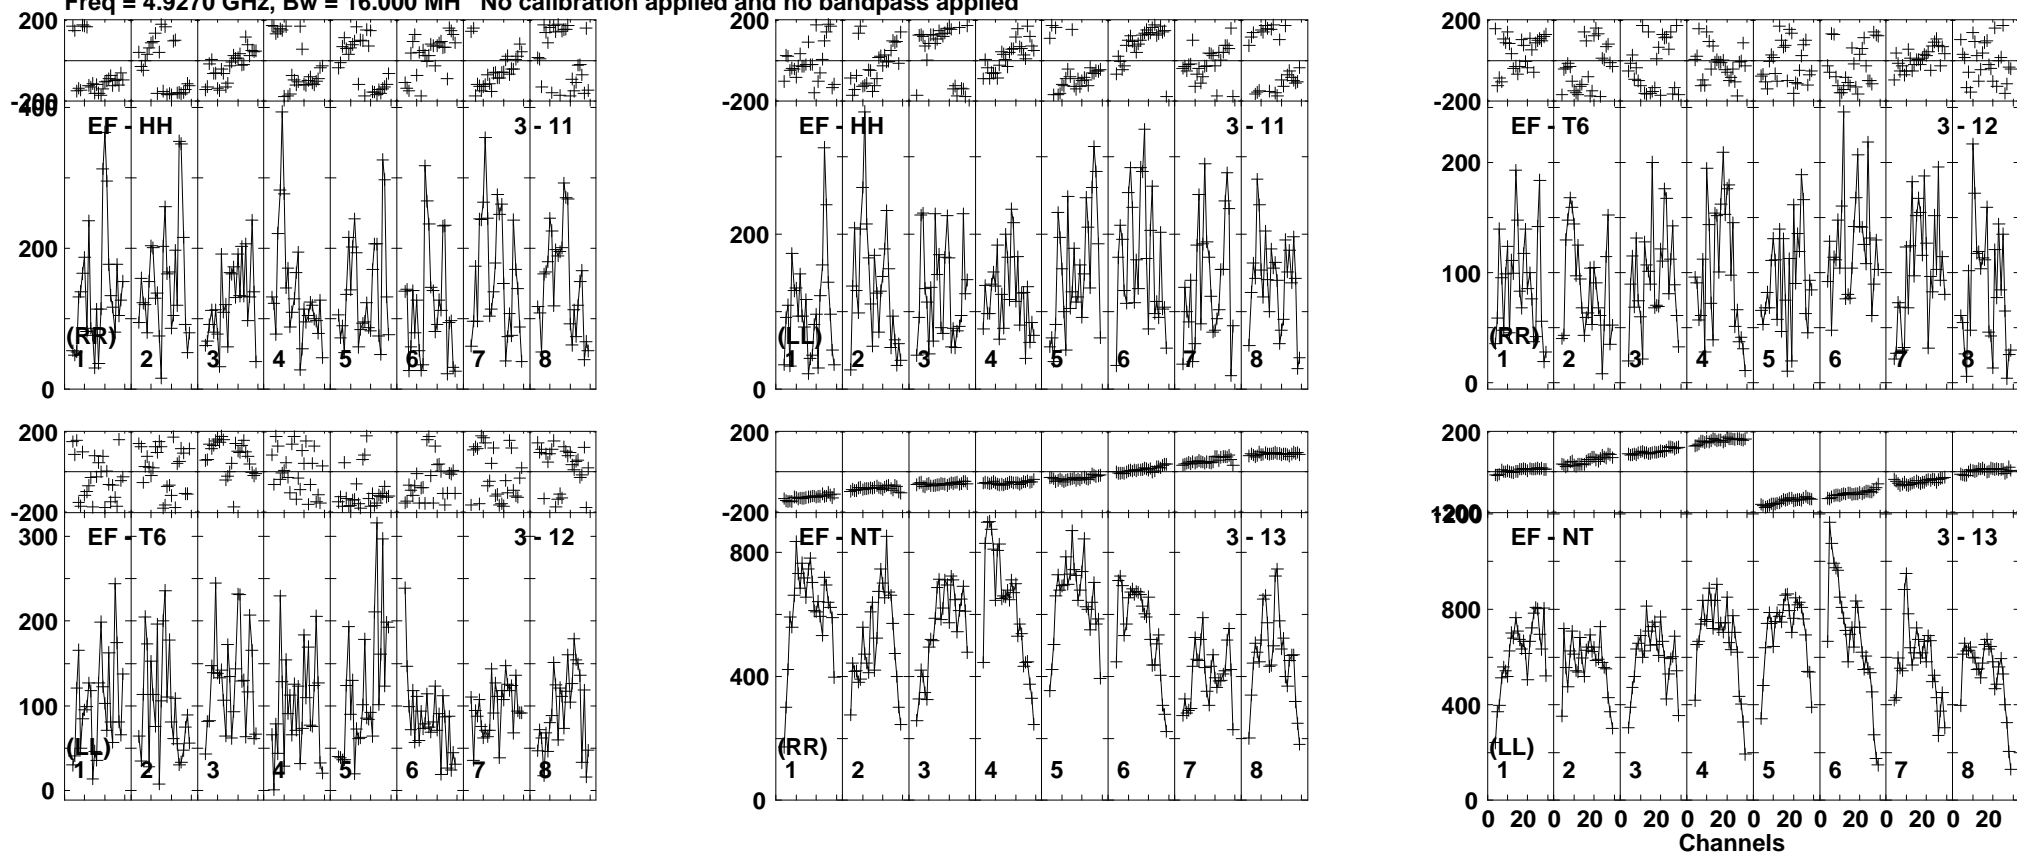 Freq = 4.9270 GHz, Bw = 16.000 MH No calibration applied and no bandpass applied
200
-200
400
200
0
EF - HH 3 - 11
(RR)
1 2 3 4 5 6 7 8
200
-200
200
0
EF - HH 3 - 11
(LL)
1 2 3 4 5 6 7 8
200
-200
200
100
0
EF - T6 3 - 12
(RR)
1 2 3 4 5 6 7 8
200
-200
300
200
100
0
EF - T6 3 - 12
(LL)
1 2 3 4 5 6 7 8
200
-200
800
400
0
EF - NT 3 - 13
(RR)
1 2 3 4 5 6 7 8
200
-200
1200
800
400
0
EF - NT 3 - 13
(LL)
1 2 3 4 5 6 7 8
0 20 0 20 0 20 0 20 0 20 0 20 0 20 0 20
Channels